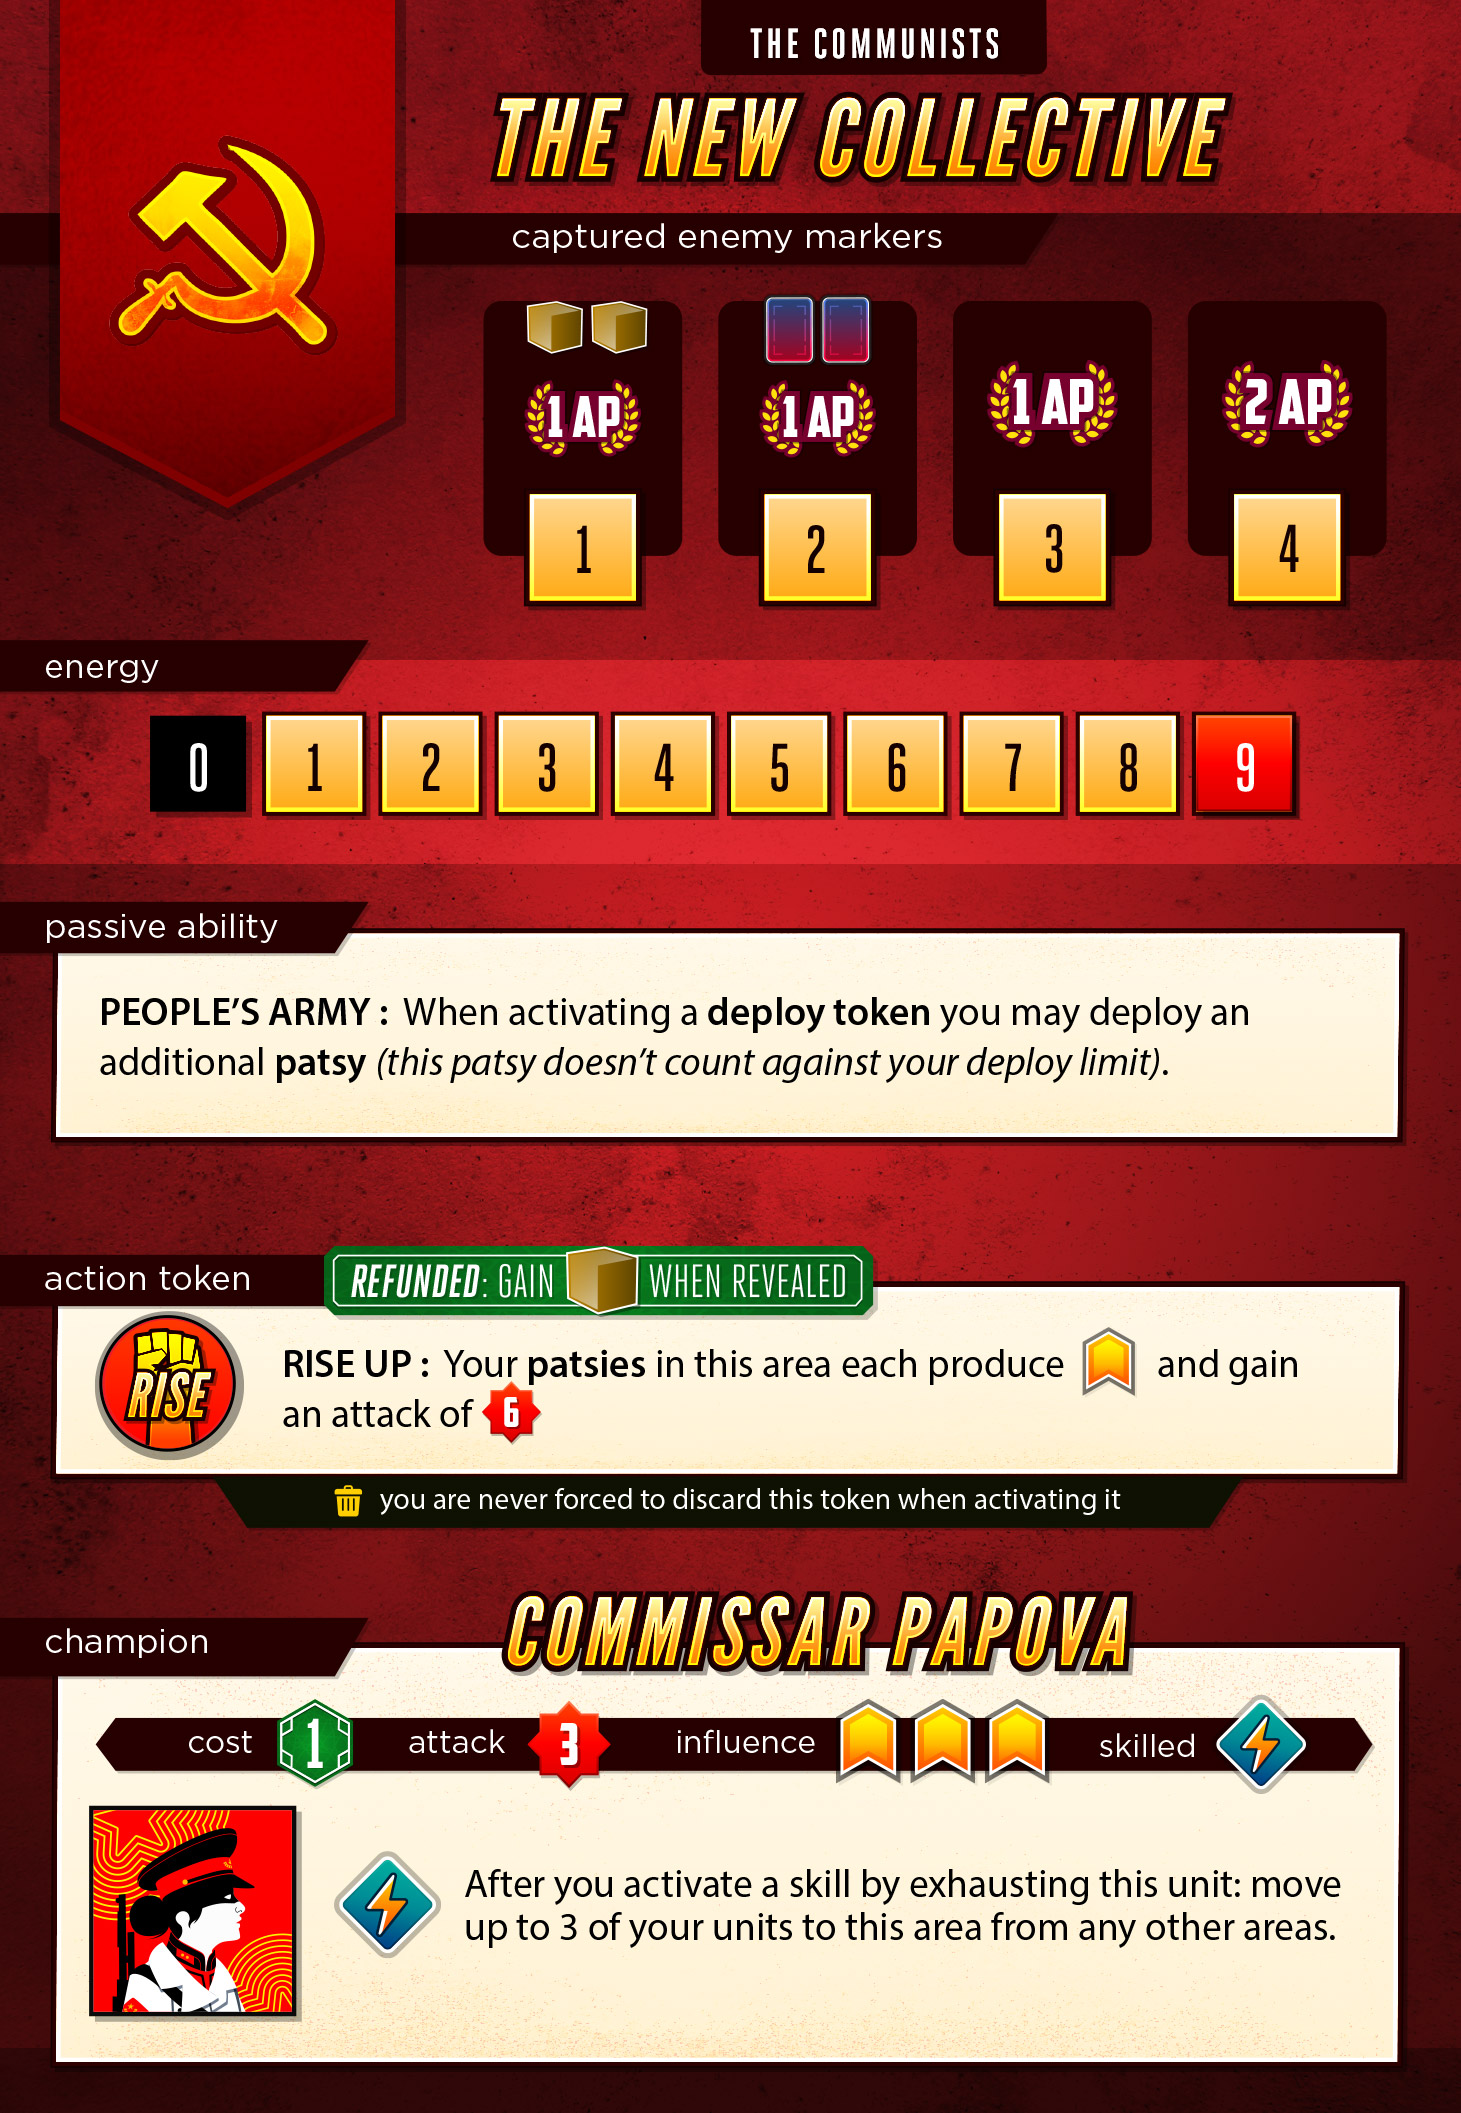 THE COMMUNISTS
THE NEW COLLECTIVE
captured enemy markers
1 AP 1 AP 1 AP 2 AP
1 2 3 4
energy
0 1 2 3 4 5 6 7 8 9
passive ability
PEOPLE'S ARMY : When activating a deploy token you may deploy an
additional patsy (this patsy doesn't count against your deploy limit).
action token
REFUNDED: GAIN WHEN REVEALED
RISE
RISE UP : Your patsies in this area each produce and gain
an attack of 6
you are never forced to discard this token when activating it
champion
COMMISSAR PAPOVA
cost 1 attack 3 influence skilled
After you activate a skill by exhausting this unit: move
up to 3 of your units to this area from any other areas.